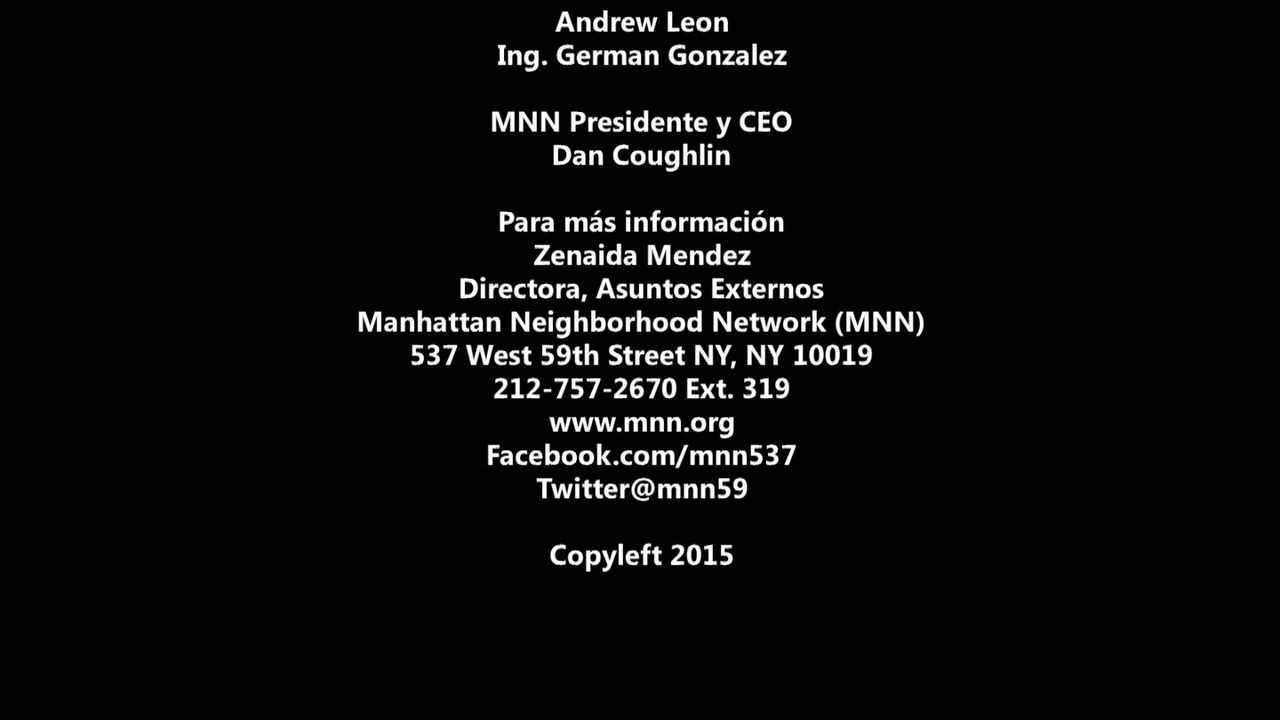 Andrew Leon
Ing. German Gonzalez
MNN Presidente y CEO
Dan Coughlin
Para más información
Zenaida Mendez
Directora, Asuntos Externos
Manhattan Neighborhood Network (MNN)
537 West 59th Street NY, NY 10019
212-757-2670 Ext. 319
www.mnn.org
Facebook.com/mnn537
Twitter@mnn59
Copyleft 2015